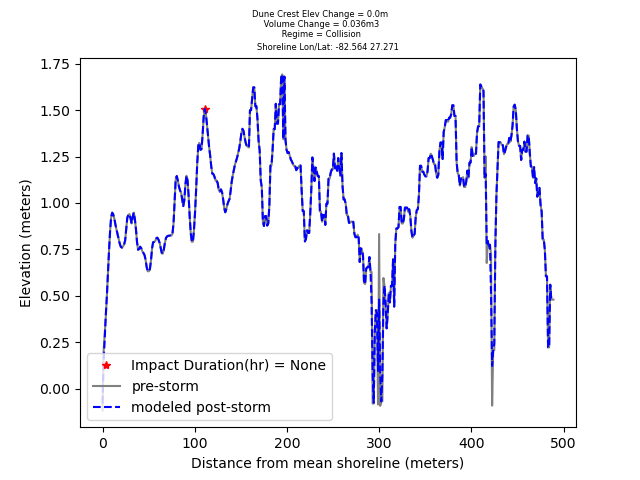 Dune Crest Elev Change = 0.0m
Volume Change = 0.036m3
Regime = Collision
Shoreline Lon/Lat: -82.564 27.271
1.75
1.50
1.25
1.00
0.75
0.50
0.25
0.00
Elevation (meters)
Impact Duration(hr) = None
pre-storm
modeled post-storm
0 100 200 300 400 500
Distance from mean shoreline (meters)